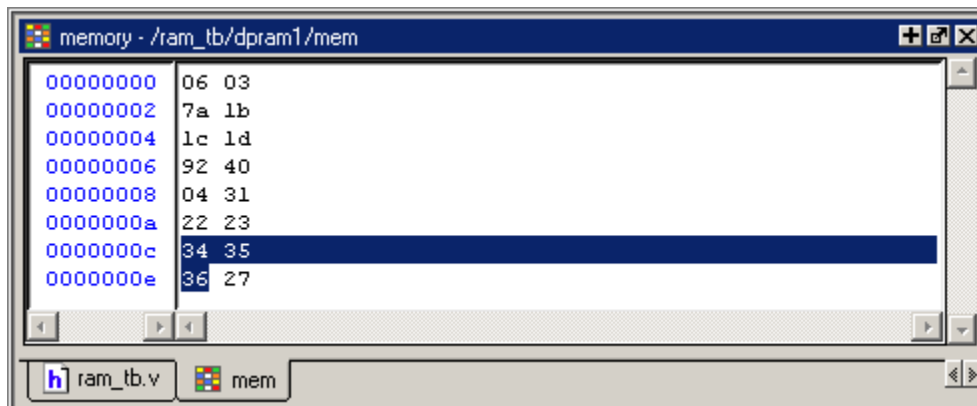 memory - /ram_tb/dpram1/mem
00000000 06 03
00000002 7a 1b
00000004 1c 1d
00000006 92 40
00000008 04 31
0000000a 22 23
0000000c 34 35
0000000e 36 27
h ram_tb.v mem